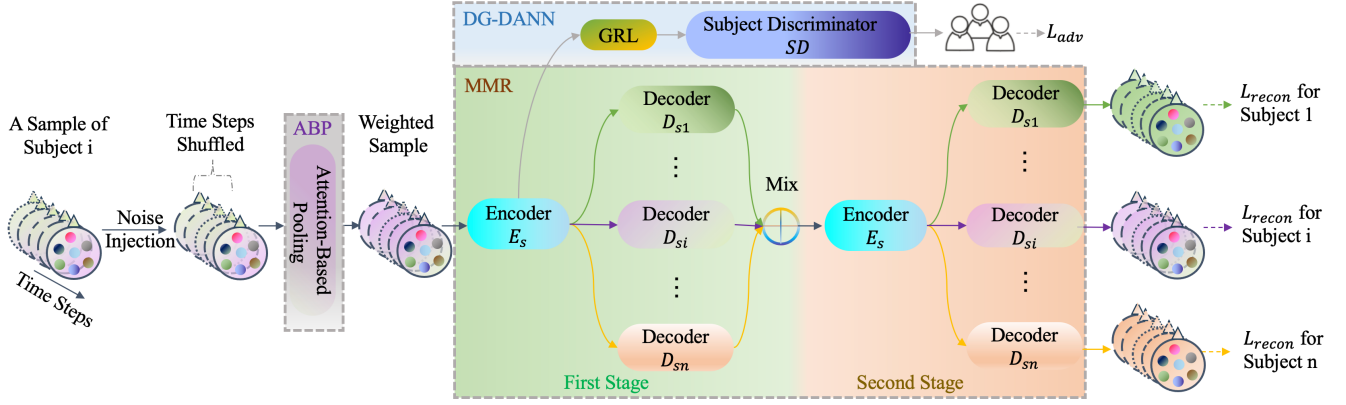 DG-DANN
GRL
Subject Discriminator
SD
L_adv
MMR
A Sample of
Subject i
Time Steps
Shuffled
ABP
Attention-Based
Pooling
Weighted
Sample
Noise
Injection
Time Steps
Encoder
E_s
Decoder
D_s1
⋮
Decoder
D_si
⋮
Decoder
D_sn
First Stage
Mix
Encoder
E_s
Decoder
D_s1
⋮
Decoder
D_si
⋮
Decoder
D_sn
Second Stage
L_recon for
Subject 1
L_recon for
Subject i
L_recon for
Subject n